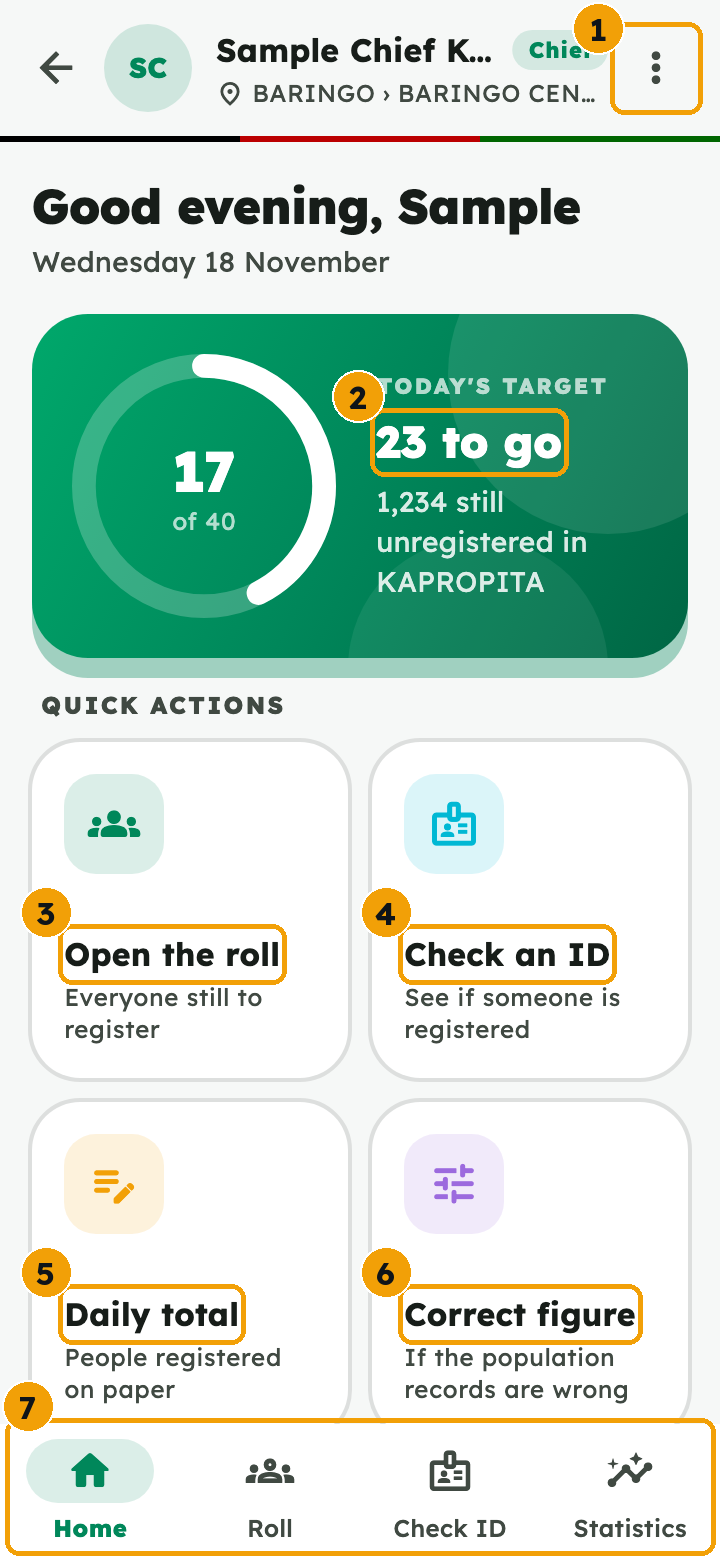 1
SC
Sample Chief K...
Chief
BARINGO › BARINGO CEN...
Good evening, Sample
Wednesday 18 November
17
of 40
2
TODAY'S TARGET
23 to go
1,234 still
unregistered in
KAPROPITA
QUICK ACTIONS
3
Open the roll
Everyone still to
register
4
Check an ID
See if someone is
registered
5
Daily total
People registered
on paper
6
Correct figure
If the population
records are wrong
7
Home
Roll
Check ID
Statistics